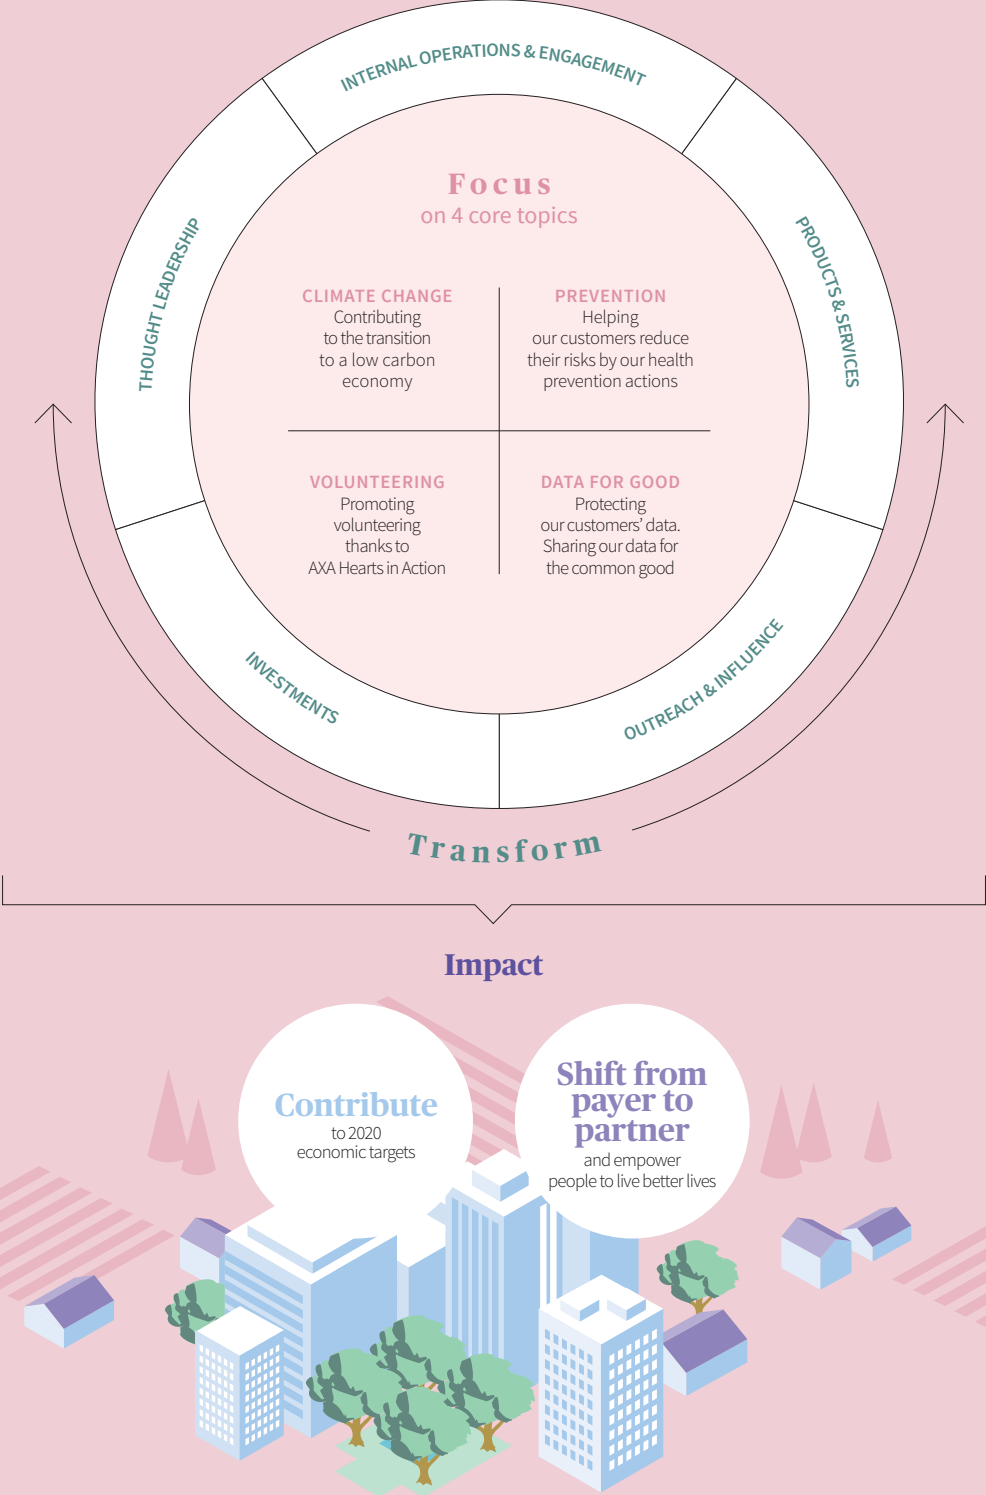 INTERNAL OPERATIONS & ENGAGEMENT
THOUGHT LEADERSHIP
PRODUCTS & SERVICES
Focus
on 4 core topics
CLIMATE CHANGE
Contributing
to the transition
to a low carbon
economy
PREVENTION
Helping
our customers reduce
their risks by our health
prevention actions
VOLUNTEERING
Promoting
volunteering
thanks to
AXA Hearts in Action
DATA FOR GOOD
Protecting
our customers’ data.
Sharing our data for
the common good
INVESTMENTS
OUTREACH & INFLUENCE
Transform
Impact
Contribute
to 2020
economic targets
Shift from
payer to
partner
and empower
people to live better lives